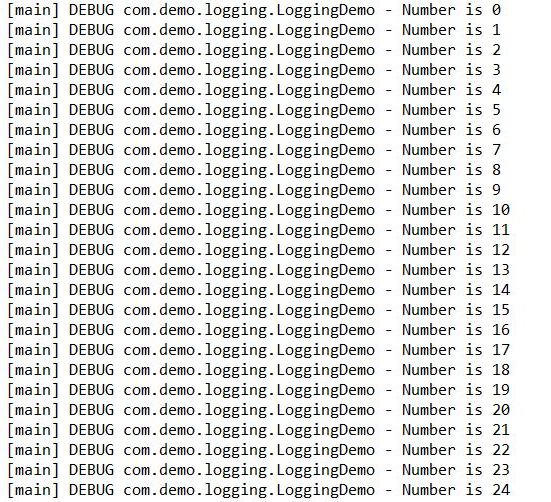 [main] DEBUG com.demo.logging.LoggingDemo - Number is 0
[main] DEBUG com.demo.logging.LoggingDemo - Number is 1
[main] DEBUG com.demo.logging.LoggingDemo - Number is 2
[main] DEBUG com.demo.logging.LoggingDemo - Number is 3
[main] DEBUG com.demo.logging.LoggingDemo - Number is 4
[main] DEBUG com.demo.logging.LoggingDemo - Number is 5
[main] DEBUG com.demo.logging.LoggingDemo - Number is 6
[main] DEBUG com.demo.logging.LoggingDemo - Number is 7
[main] DEBUG com.demo.logging.LoggingDemo - Number is 8
[main] DEBUG com.demo.logging.LoggingDemo - Number is 9
[main] DEBUG com.demo.logging.LoggingDemo - Number is 10
[main] DEBUG com.demo.logging.LoggingDemo - Number is 11
[main] DEBUG com.demo.logging.LoggingDemo - Number is 12
[main] DEBUG com.demo.logging.LoggingDemo - Number is 13
[main] DEBUG com.demo.logging.LoggingDemo - Number is 14
[main] DEBUG com.demo.logging.LoggingDemo - Number is 15
[main] DEBUG com.demo.logging.LoggingDemo - Number is 16
[main] DEBUG com.demo.logging.LoggingDemo - Number is 17
[main] DEBUG com.demo.logging.LoggingDemo - Number is 18
[main] DEBUG com.demo.logging.LoggingDemo - Number is 19
[main] DEBUG com.demo.logging.LoggingDemo - Number is 20
[main] DEBUG com.demo.logging.LoggingDemo - Number is 21
[main] DEBUG com.demo.logging.LoggingDemo - Number is 22
[main] DEBUG com.demo.logging.LoggingDemo - Number is 23
[main] DEBUG com.demo.logging.LoggingDemo - Number is 24